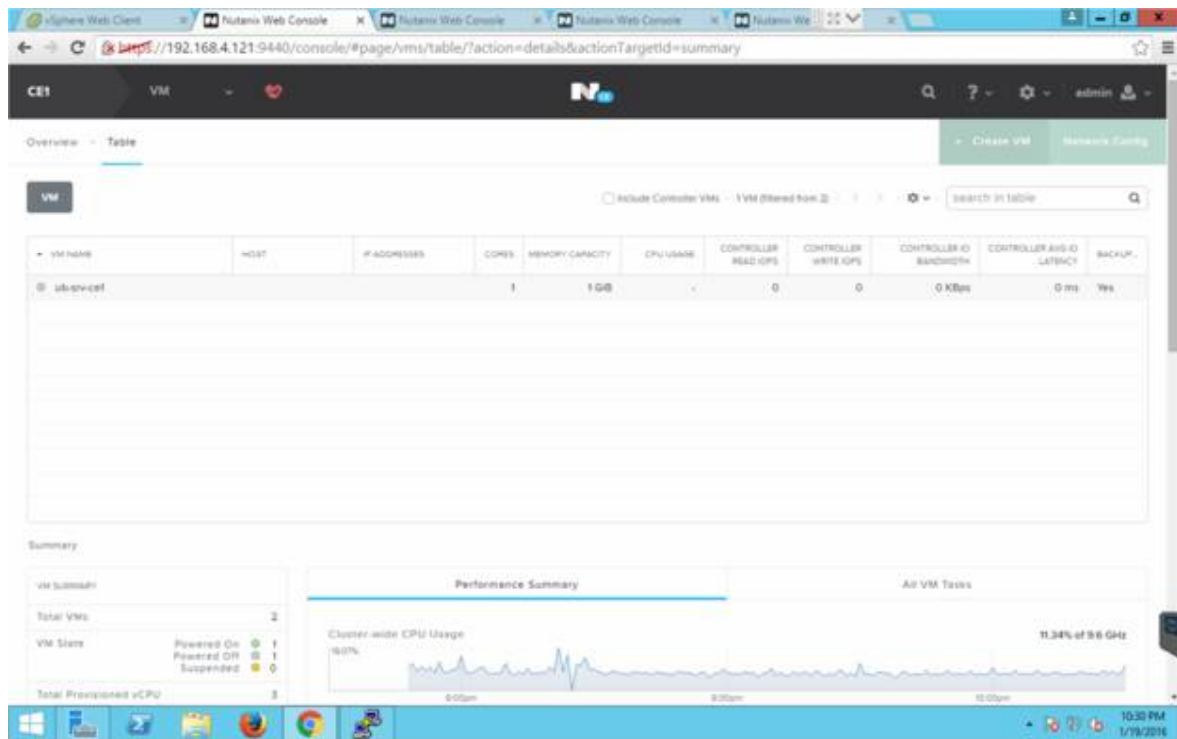 vSphere Web Client Nutanix Web Console Nutanix Web Console Nutanix Web Console Nutanix We
https://192.168.4.121:9440/console/#page/vms/table/?action=details&actionTargetId=summary
CE1 VM N CE ? admin
Overview Table + Create VM Network Config
VM Include Controller VMs 1 VM (filtered from 2) search in table
VM NAME HOST IP ADDRESSES CORES MEMORY CAPACITY CPU USAGE CONTROLLER READ IOPS CONTROLLER WRITE IOPS CONTROLLER IO BANDWIDTH CONTROLLER AVG IO LATENCY BACKUP...
1 1 GiB - 0 0 0 KBps 0 ms Yes
Summary
VM SUMMARY Performance Summary All VM Tasks
Total VMs 2
VM State Powered On 1
Powered Off 1
Suspended 0
Total Provisioned vCPU 3
Cluster-wide CPU Usage 11.34% of 9.6 GHz
16.07%
10:00pm
10:30 PM
1/19/2016